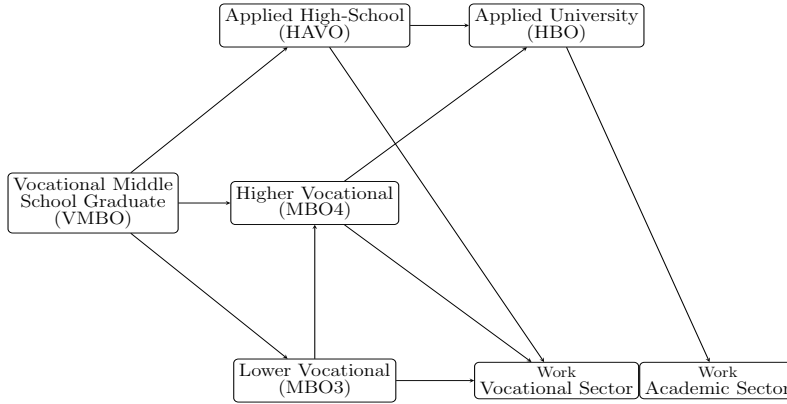 Applied High-School
(HAVO)
Applied University
(HBO)
Vocational Middle
School Graduate
(VMBO)
Higher Vocational
(MBO4)
Lower Vocational
(MBO3)
Work
Vocational Sector
Work
Academic Sector